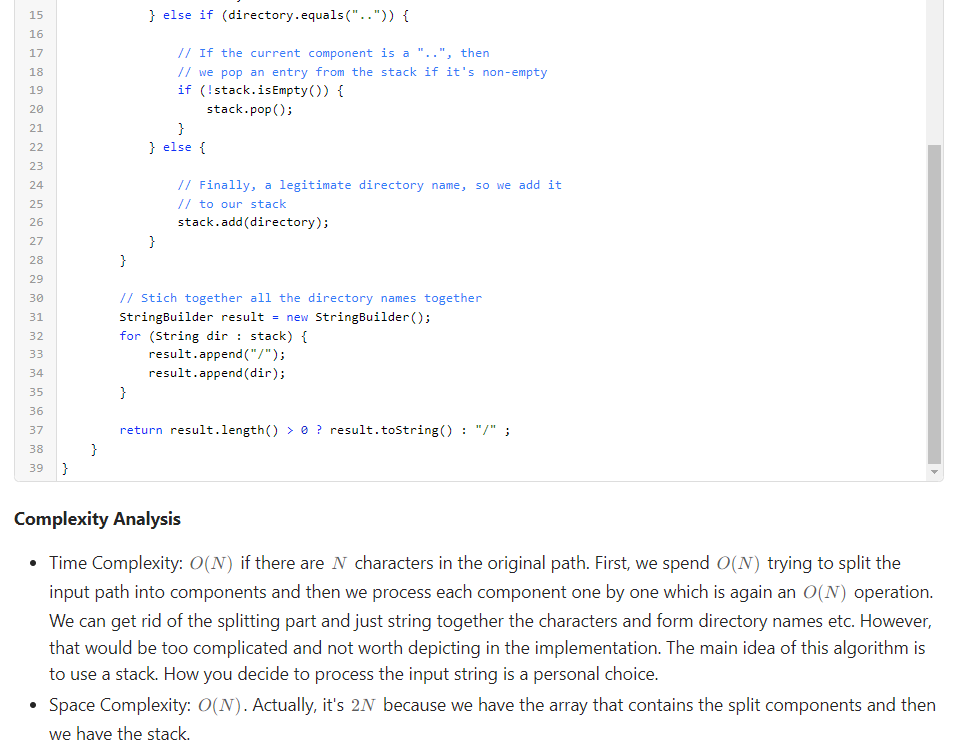 15 } else if (directory.equals("..")) {
16
17 // If the current component is a "..", then
18 // we pop an entry from the stack if it's non-empty
19 if (!stack.isEmpty()) {
20 stack.pop();
21 }
22 } else {
23
24 // Finally, a legitimate directory name, so we add it
25 // to our stack
26 stack.add(directory);
27 }
28 }
29
30 // Stich together all the directory names together
31 StringBuilder result = new StringBuilder();
32 for (String dir : stack) {
33 result.append("/");
34 result.append(dir);
35 }
36
37 return result.length() > 0 ? result.toString() : "/" ;
38 }
39 }
Complexity Analysis
• Time Complexity: O(N) if there are N characters in the original path. First, we spend O(N) trying to split the
input path into components and then we process each component one by one which is again an O(N) operation.
We can get rid of the splitting part and just string together the characters and form directory names etc. However,
that would be too complicated and not worth depicting in the implementation. The main idea of this algorithm is
to use a stack. How you decide to process the input string is a personal choice.
• Space Complexity: O(N). Actually, it's 2N because we have the array that contains the split components and then
we have the stack.